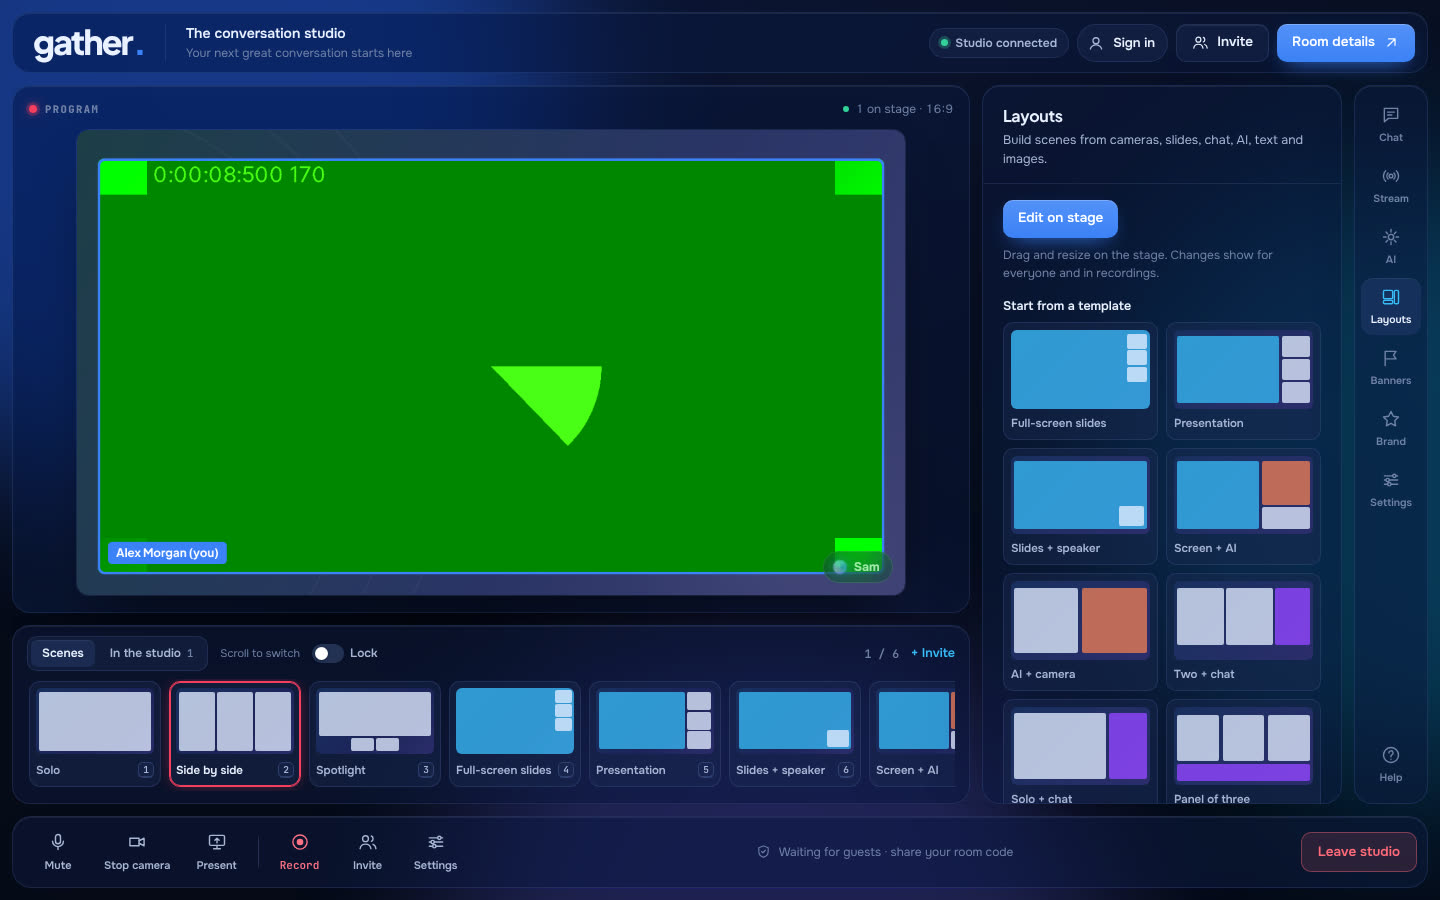 gather.
The conversation studio
Your next great conversation starts here
Studio connected
Sign in
Invite
Room details
PROGRAM
1 on stage · 16:9
0:00:08:500 170
Alex Morgan (you)
Sam
Scenes
In the studio 1
Scroll to switch
Lock
1 / 6
+ Invite
Solo 1
Side by side 2
Spotlight 3
Full-screen slides 4
Presentation 5
Slides + speaker 6
Screen + AI
Layouts
Build scenes from cameras, slides, chat, AI, text and
images.
Edit on stage
Drag and resize on the stage. Changes show for
everyone and in recordings.
Start from a template
Full-screen slides
Presentation
Slides + speaker
Screen + AI
AI + camera
Two + chat
Solo + chat
Panel of three
Chat
Stream
AI
Layouts
Banners
Brand
Settings
Help
Mute
Stop camera
Present
Record
Invite
Settings
Waiting for guests · share your room code
Leave studio